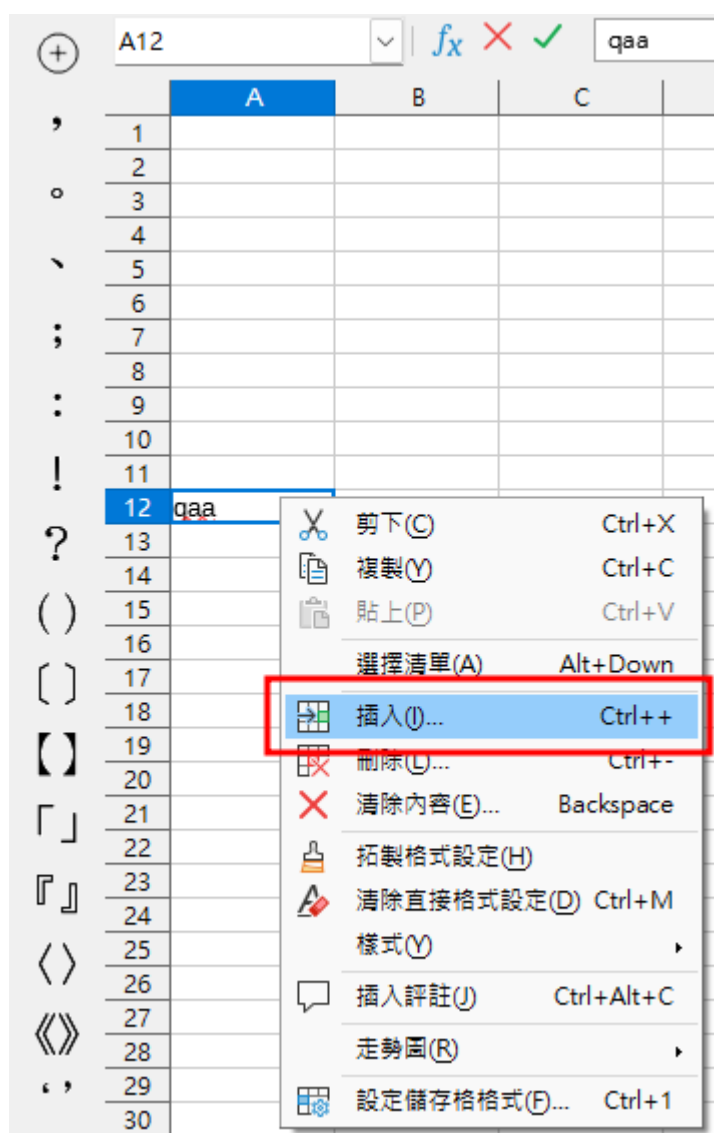 A12 fx qaa
A B C
1
2
3
4
5
6
7
8
9
10
11
12 qaa
13
14
15
16
17
18
19
20
21
22
23
24
25
26
27
28
29
30
，
。
、
；
：
！
？
（）
〔〕
【】
「」
『』
〈〉
《》
‘’
剪下(C) Ctrl+X
複製(Y) Ctrl+C
貼上(P) Ctrl+V
選擇清單(A) Alt+Down
插入(I)... Ctrl++
刪除(L)... Ctrl+-
清除內容(E)... Backspace
拓製格式設定(H)
清除直接格式設定(D) Ctrl+M
樣式(Y)
插入評註(J) Ctrl+Alt+C
走勢圖(R)
設定儲存格格式(F)... Ctrl+1